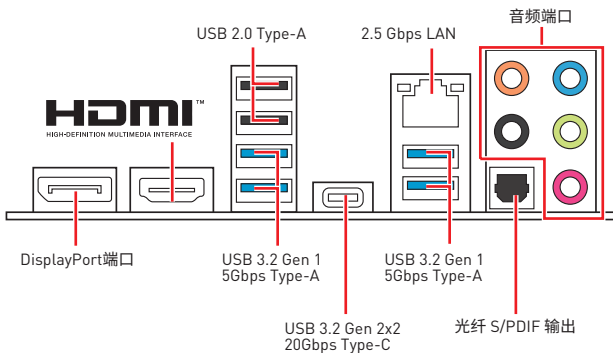 音频端口
USB 2.0 Type-A
2.5 Gbps LAN
HDMI™
HIGH-DEFINITION MULTIMEDIA INTERFACE
DisplayPort端口
USB 3.2 Gen 1
5Gbps Type-A
USB 3.2 Gen 1
5Gbps Type-A
USB 3.2 Gen 2x2
20Gbps Type-C
光纤 S/PDIF 输出